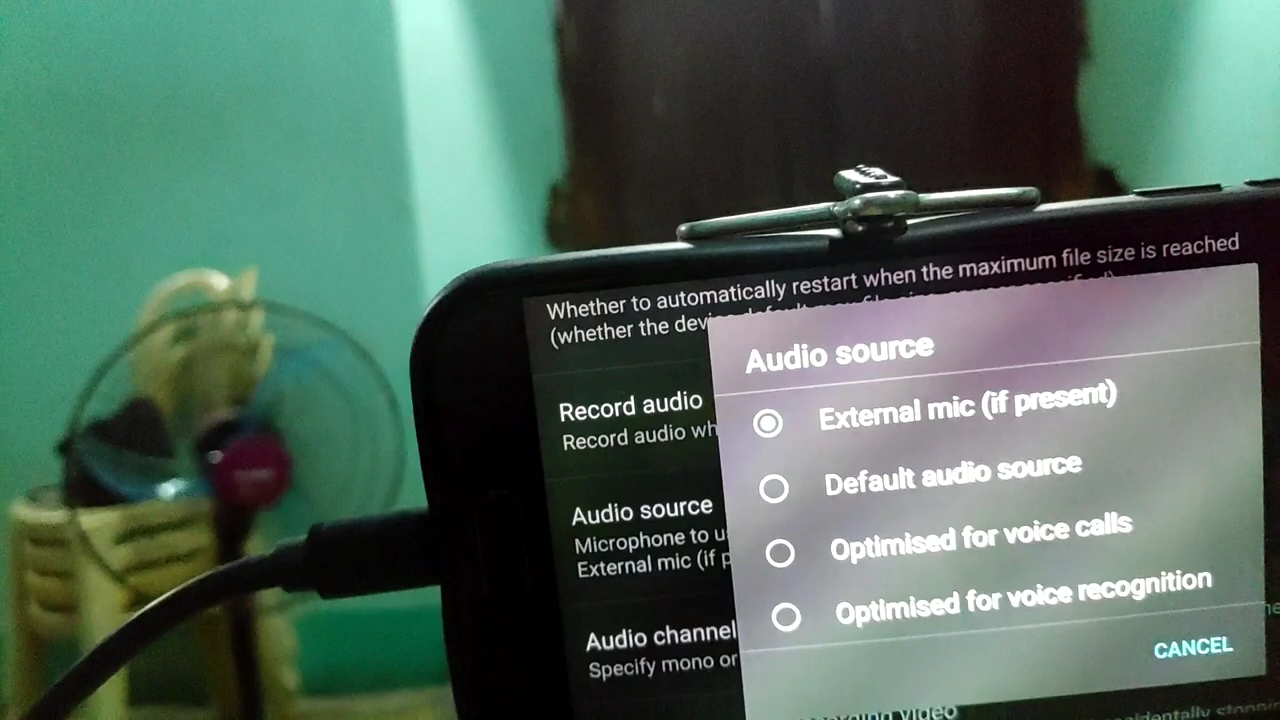 Whether to automatically restart when the maximum file size is reached
(whether the
Audio source
External mic (if present)
Record audio
Record audio
Default audio source
Audio source
Microphone to
Optimised for voice calls
External mic (if
Optimised for voice recognition
Audio channel
Specify mono or
CANCEL
video